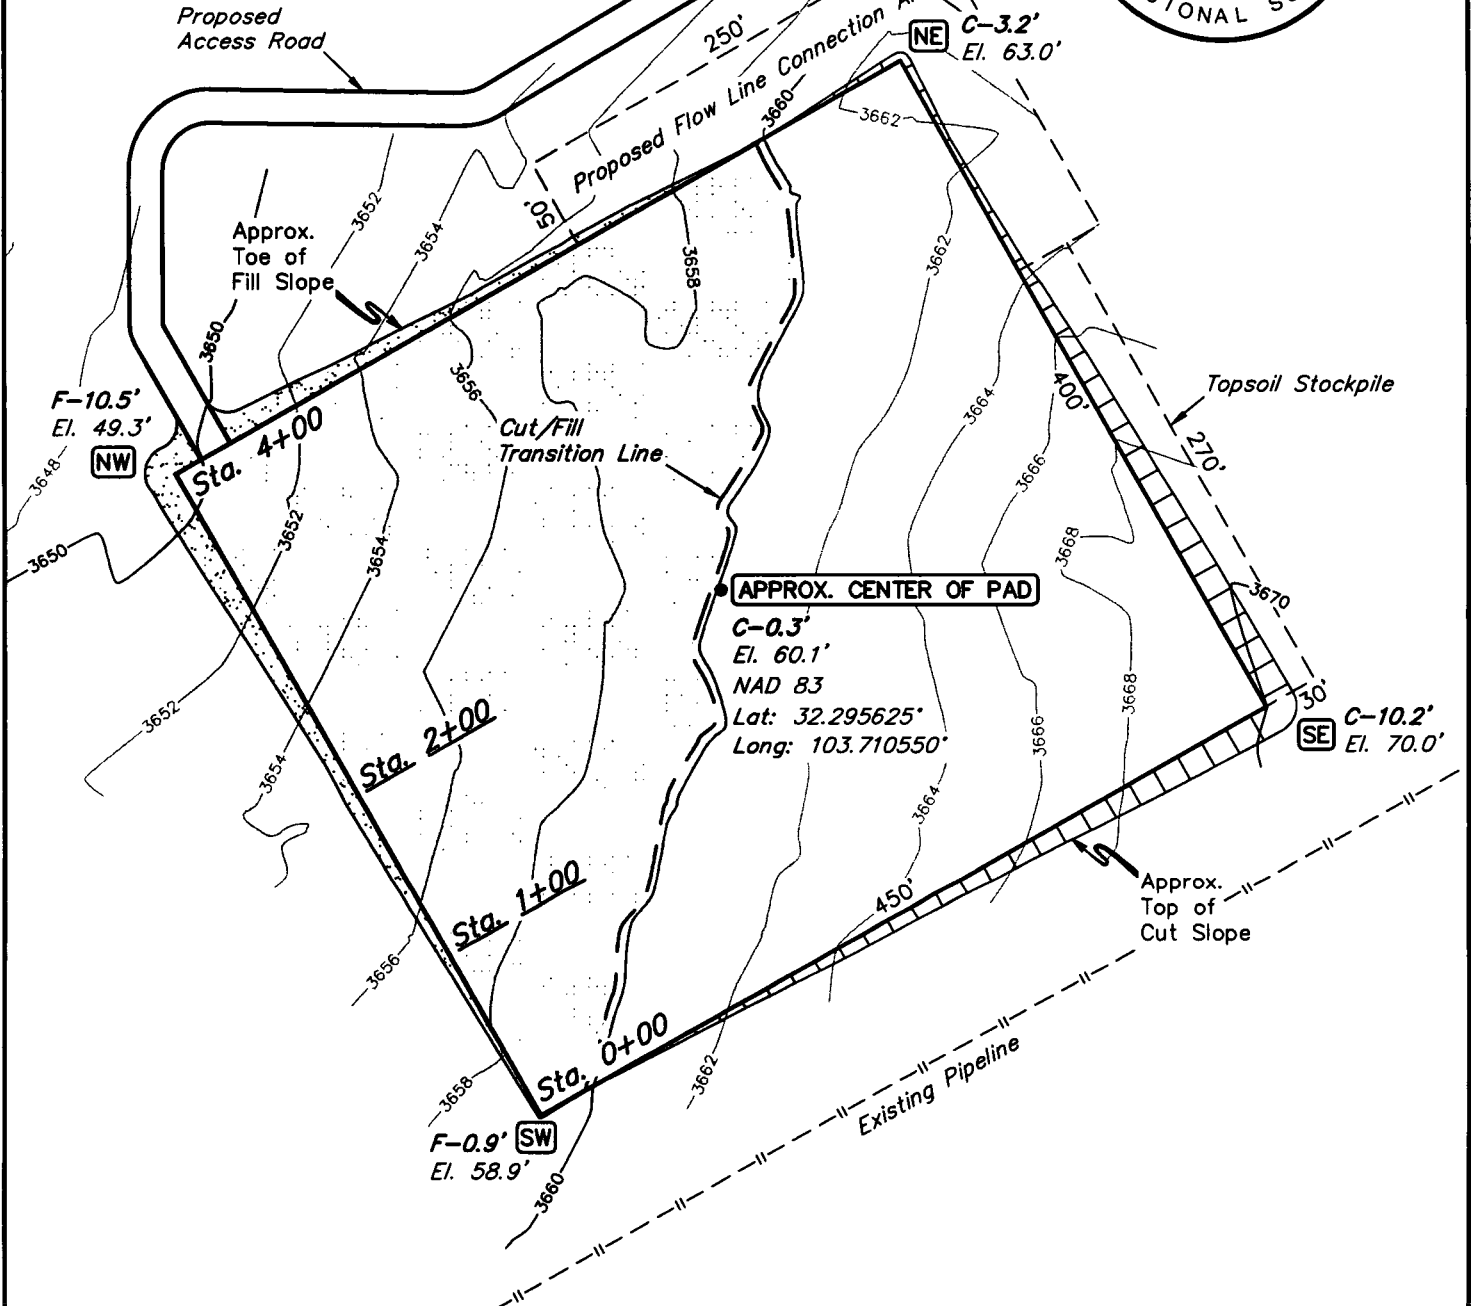 Proposed
Access Road
SIONAL S
250'
Proposed Flow Line Connection A
NE
C-3.2'
El. 63.0'
3660
3662
50'
3652
3654
Approx.
Toe of
Fill Slope
3658
3662
3650
3656
F-10.5'
El. 49.3'
NW
Sta. 4+00
Cut/Fill
Transition Line
3664
400'
Topsoil Stockpile
270'
3648
3666
3652
3654
3668
3650
3670
APPROX. CENTER OF PAD
C-0.3'
El. 60.1'
NAD 83
Lat: 32.295625°
Long: 103.710550°
3652
3668
3666
30'
SE
C-10.2'
El. 70.0'
Sta. 2+00
3654
3664
Sta. 1+00
450'
Approx.
Top of
Cut Slope
3656
Sta. 0+00
3662
3658
Existing Pipeline
F-0.9'
SW
El. 58.9'
3660